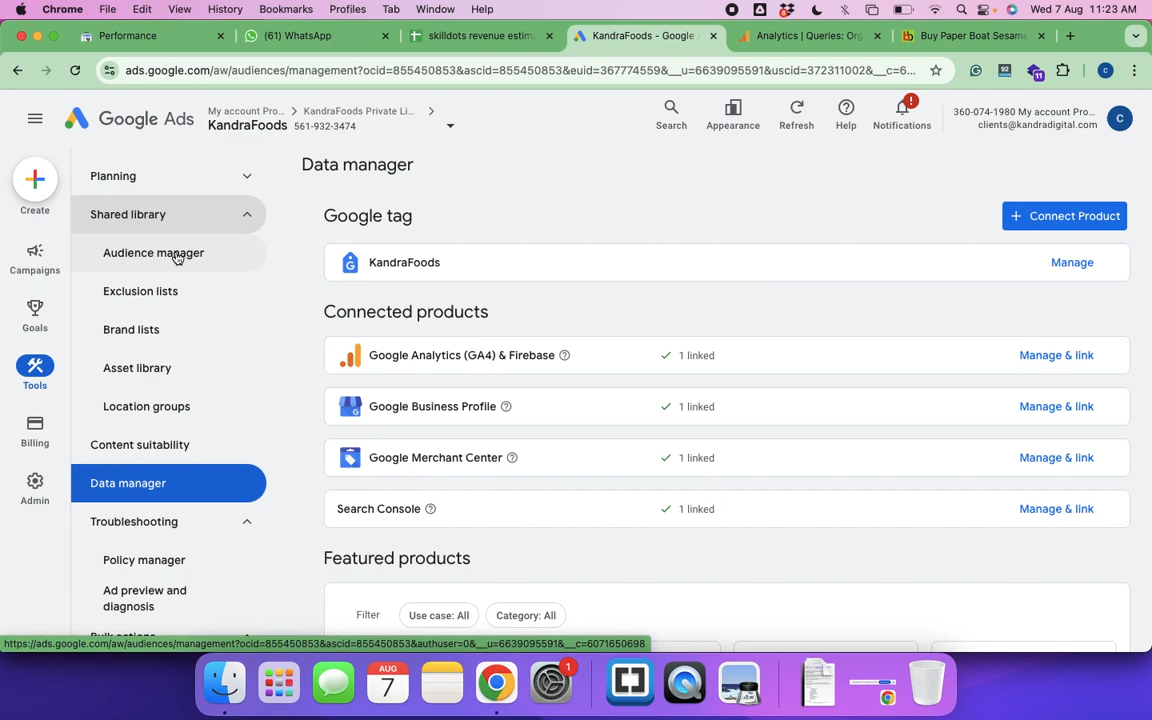 Chrome File Edit View History Bookmarks Profiles Tab Window Help Wed 7 Aug 11:23 AM
Performance (61) WhatsApp skilldots revenue estima KandraFoods - Google Analytics | Queries: Org Buy Paper Boat Sesame
ads.google.com/aw/audiences/management?ocid=855450853&ascid=855450853&euid=367774559&__u=6639095591&uscid=372311002&__c=6... 92 11 C
Google Ads
My account Pro... KandraFoods Private Li...
KandraFoods 561-932-3474
Search Appearance Refresh Help Notifications
360-074-1980 My account Pro...
clients@kandradigital.com
C
Create
Campaigns
Goals
Tools
Billing
Admin
Planning
Shared library
Audience manager
Exclusion lists
Brand lists
Asset library
Location groups
Content suitability
Data manager
Troubleshooting
Policy manager
Ad preview and
diagnosis
Data manager
Google tag
Connect Product
KandraFoods Manage
Connected products
Google Analytics (GA4) & Firebase 1 linked Manage & link
Google Business Profile 1 linked Manage & link
Google Merchant Center 1 linked Manage & link
Search Console 1 linked Manage & link
Featured products
Filter Use case: All Category: All
https://ads.google.com/aw/audiences/management?ocid=855450853&ascid=855450853&authuser=0&__u=6639095591&__c=6071650698
AUG
7
1